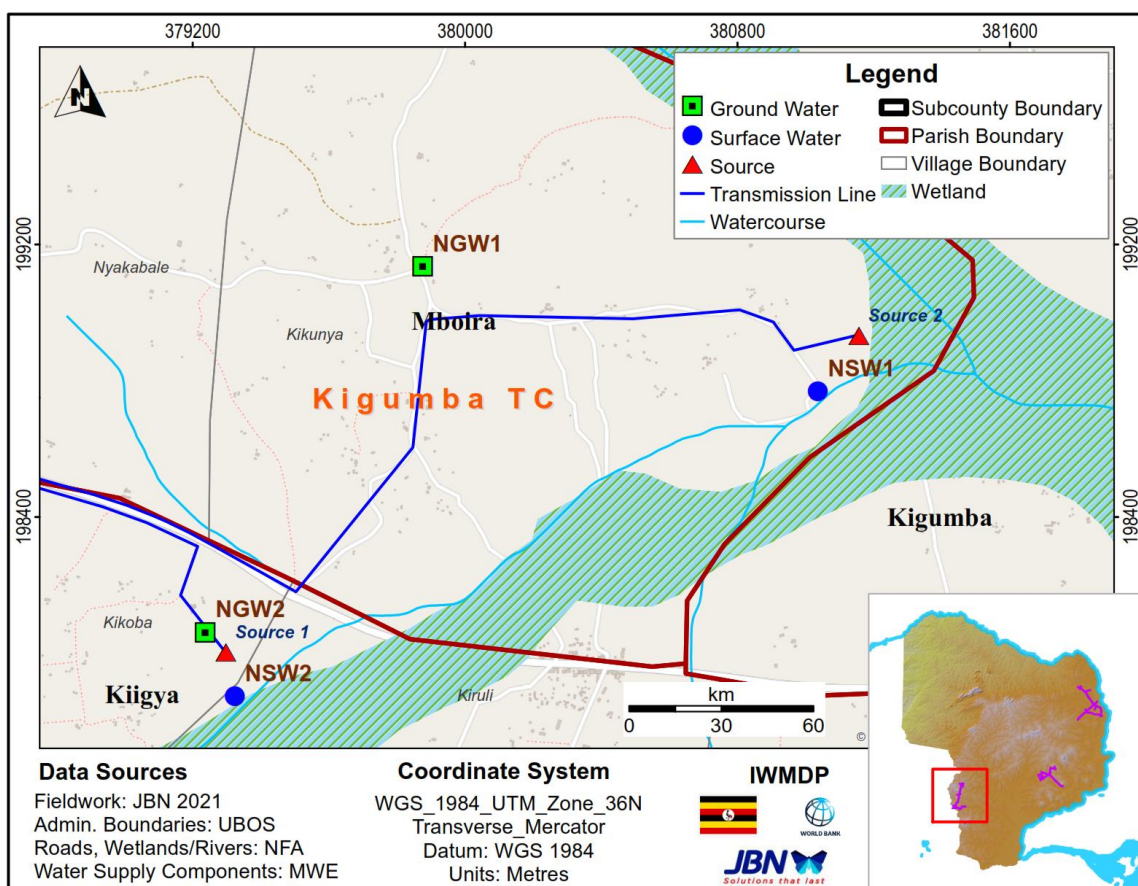 379200 380000 380800 381600
N
Legend
Ground Water
Surface Water
Source
Transmission Line
Watercourse
Subcounty Boundary
Parish Boundary
Village Boundary
Wetland
199200
199200
NGW1
Nyakabale
Mboira
Source 2
Kikunya
NSW1
Kigumba TC
198400
198400
Kigumba
NGW2
Kikoba
Source 1
NSW2
Kiigya
Kiruli
km
0 30 60
©
Data Sources
Fieldwork: JBN 2021
Admin. Boundaries: UBOS
Roads, Wetlands/Rivers: NFA
Water Supply Components: MWE
Coordinate System
WGS_1984_UTM_Zone_36N
Transverse_Mercator
Datum: WGS 1984
Units: Metres
IWMDP
WORLD BANK
JBN
Solutions that last